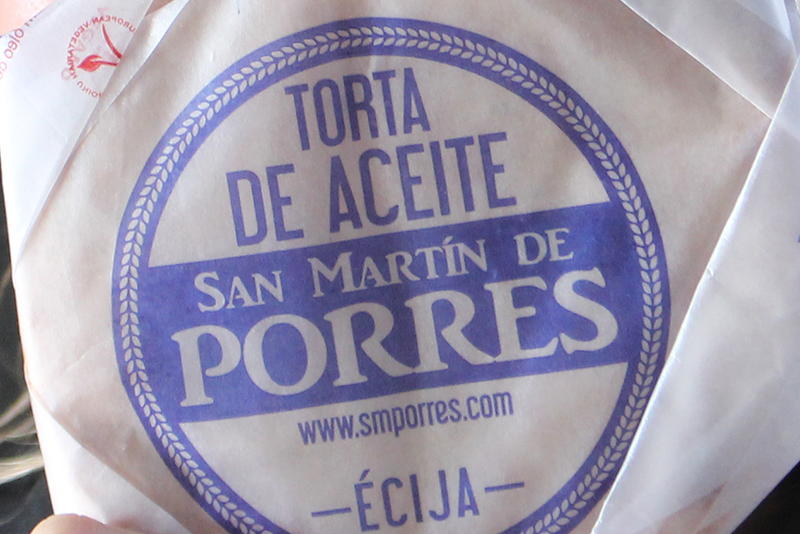 TORTA
DE ACEITE
SAN MARTÍN DE
PORRES
www.smporres.com
—ÉCIJA—